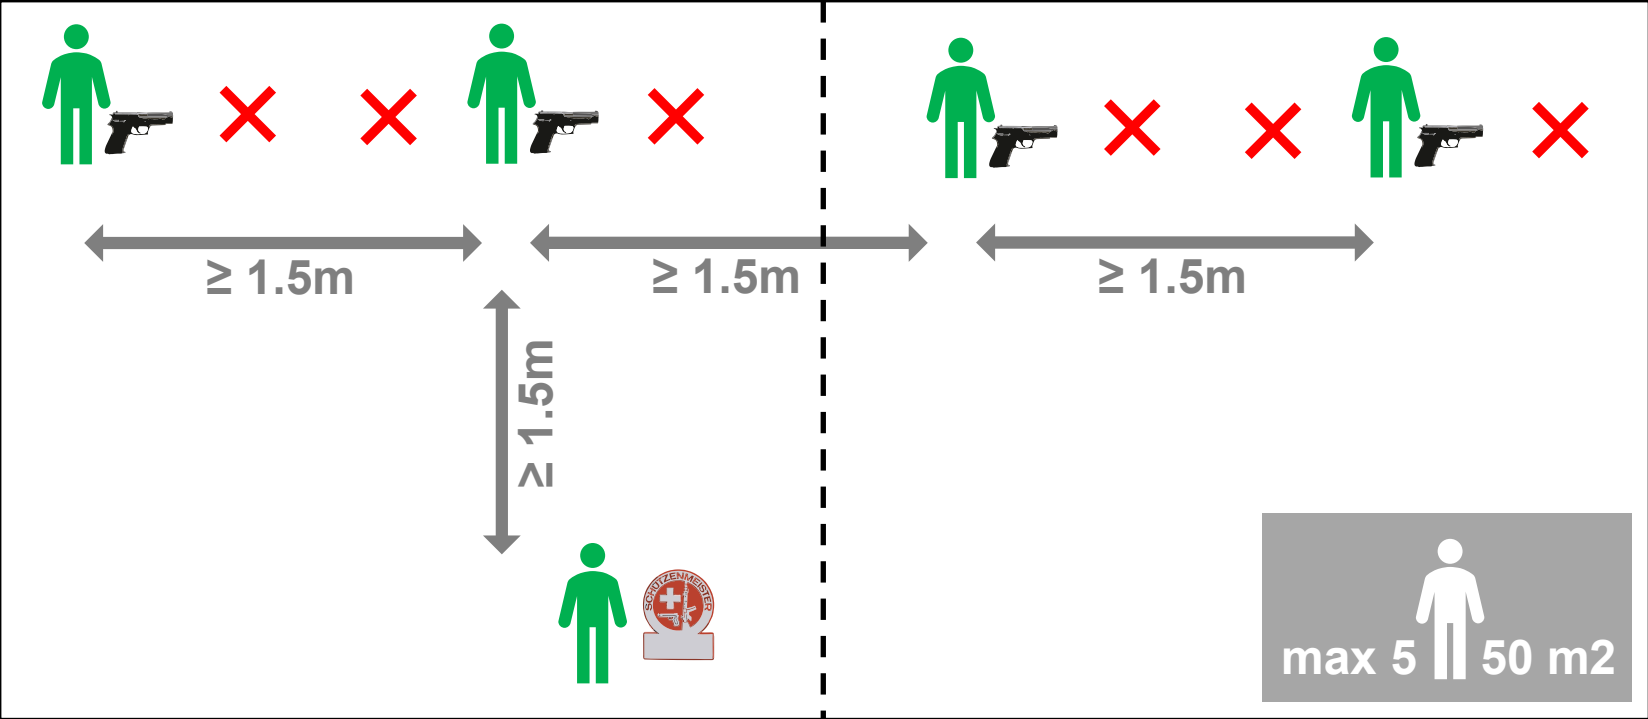 ≥ 1.5m
≥ 1.5m
≥ 1.5m
≥ 1.5m
SCHÜTZENMEISTER
max 5 50 m2